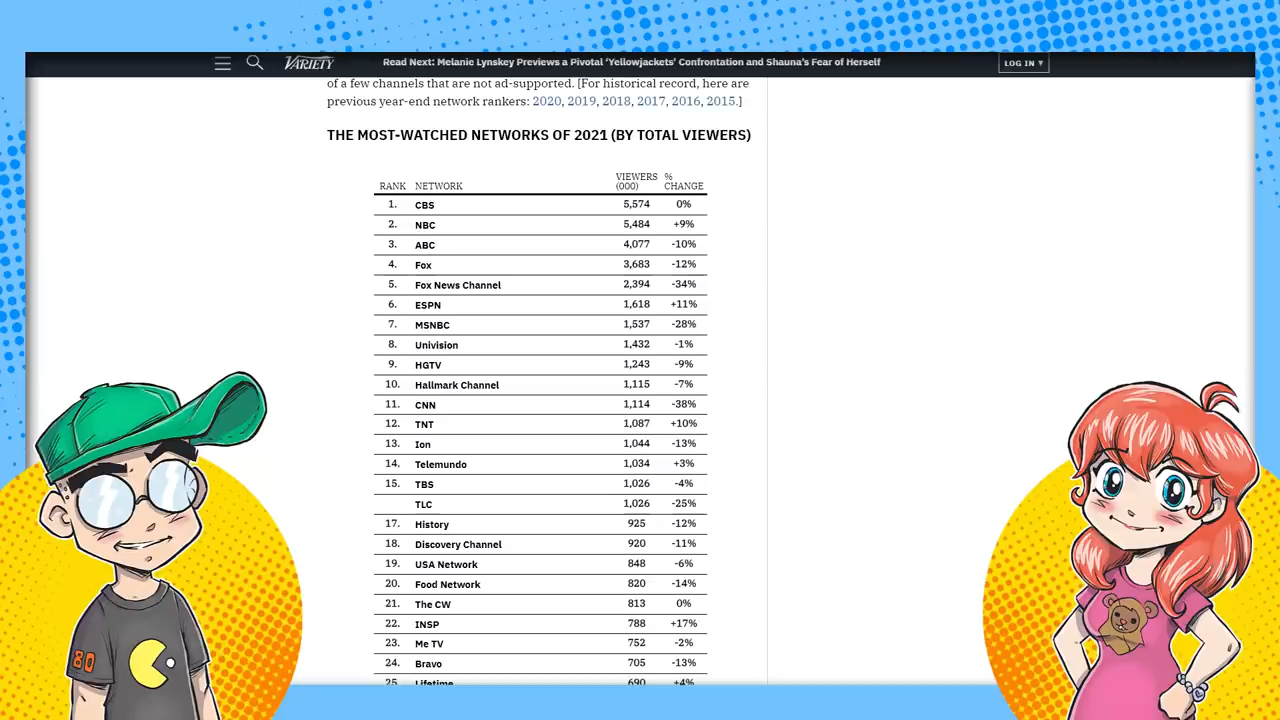 VARIETY
Read Next: Melanie Lynskey Previews a Pivotal ‘Yellowjackets’ Confrontation and Shauna’s Fear of Herself
LOG IN ▾
of a few channels that are not ad-supported. [For historical record, here are
previous year-end network rankers: 2020, 2019, 2018, 2017, 2016, 2015.]
THE MOST-WATCHED NETWORKS OF 2021 (BY TOTAL VIEWERS)
RANK NETWORK VIEWERS (000) % CHANGE
1. CBS 5,574 0%
2. NBC 5,484 +9%
3. ABC 4,077 -10%
4. Fox 3,683 -12%
5. Fox News Channel 2,394 -34%
6. ESPN 1,618 +11%
7. MSNBC 1,537 -28%
8. Univision 1,432 -1%
9. HGTV 1,243 -9%
10. Hallmark Channel 1,115 -7%
11. CNN 1,114 -38%
12. TNT 1,087 +10%
13. Ion 1,044 -13%
14. Telemundo 1,034 +3%
15. TBS 1,026 -4%
TLC 1,026 -25%
17. History 925 -12%
18. Discovery Channel 920 -11%
19. USA Network 848 -6%
20. Food Network 820 -14%
21. The CW 813 0%
22. INSP 788 +17%
23. Me TV 752 -2%
24. Bravo 705 -13%
25. Lifetime 690 +4%
80